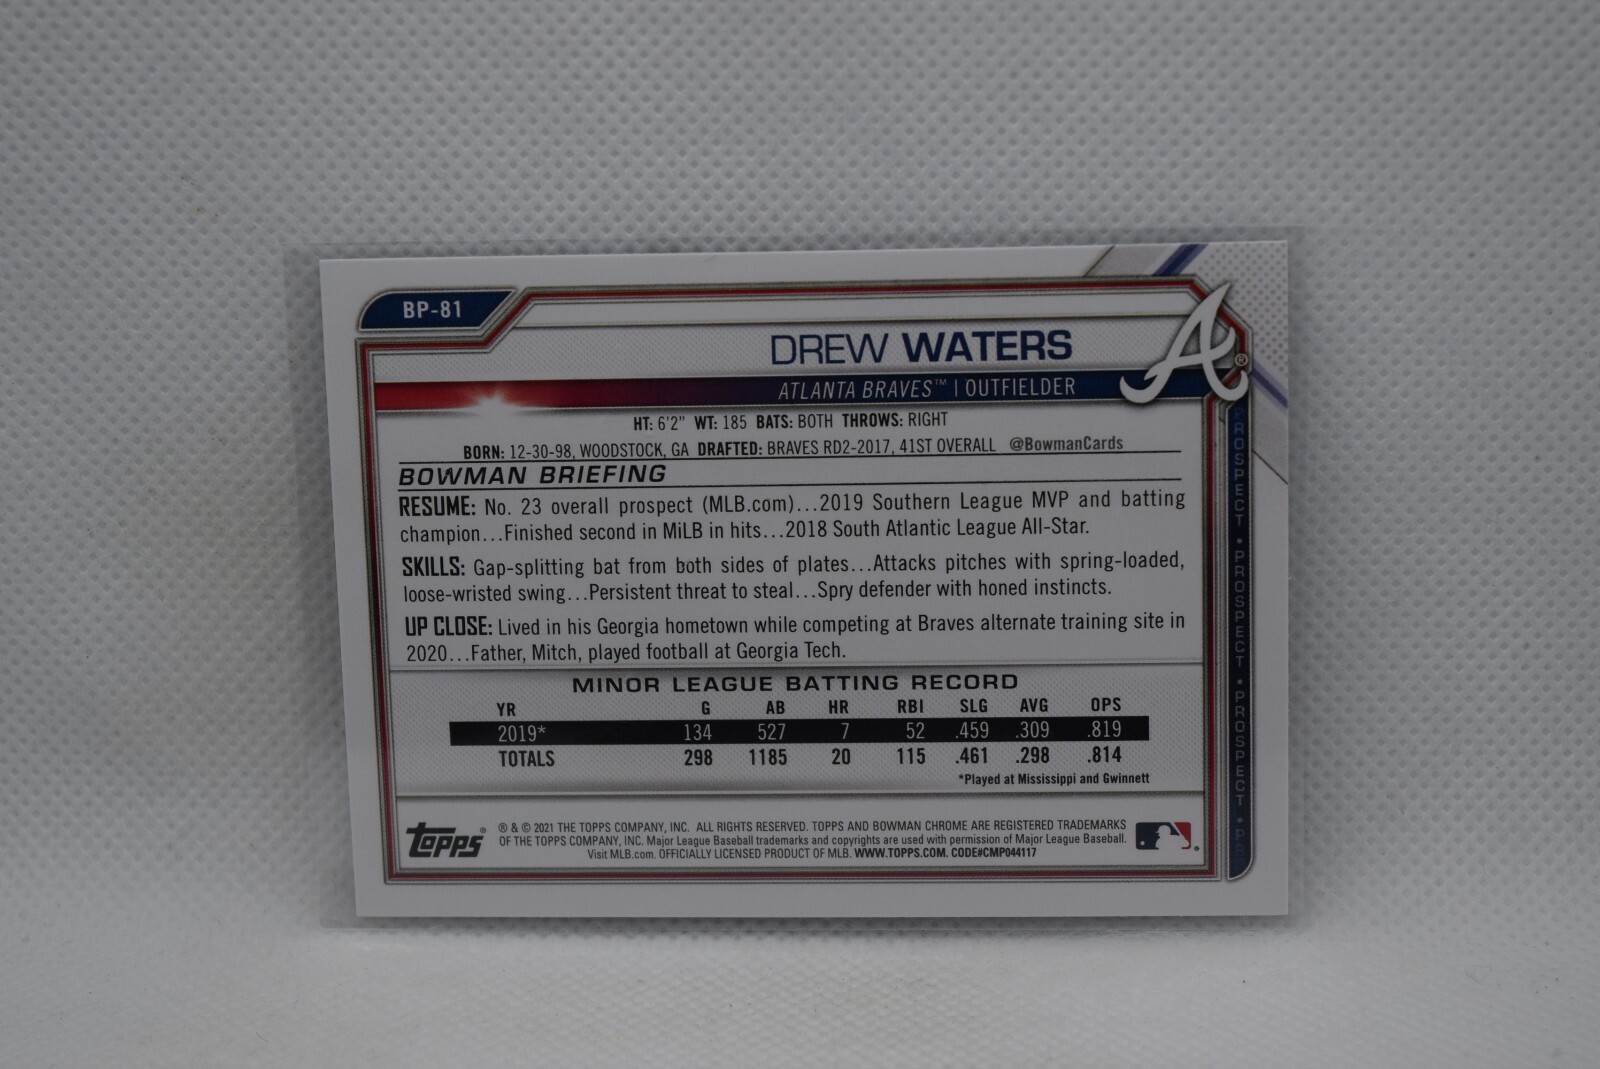 BP-81
DREW WATERS
ATLANTA BRAVES™ | OUTFIELDER
HT: 6'2" WT: 185 BATS: BOTH THROWS: RIGHT
BORN: 12-30-98, WOODSTOCK, GA DRAFTED: BRAVES RD2-2017, 41ST OVERALL @BowmanCards
BOWMAN BRIEFING
RESUME: No. 23 overall prospect (MLB.com)...2019 Southern League MVP and batting
champion...Finished second in MiLB in hits...2018 South Atlantic League All-Star.
SKILLS: Gap-splitting bat from both sides of plates...Attacks pitches with spring-loaded,
loose-wristed swing...Persistent threat to steal...Spry defender with honed instincts.
UP CLOSE: Lived in his Georgia hometown while competing at Braves alternate training site in
2020...Father, Mitch, played football at Georgia Tech.
MINOR LEAGUE BATTING RECORD
YR G AB HR RBI SLG AVG OPS
2019* 134 527 7 52 .459 .309 .819
TOTALS 298 1185 20 115 .461 .298 .814
*Played at Mississippi and Gwinnett
topps®
® & © 2021 THE TOPPS COMPANY, INC. ALL RIGHTS RESERVED. TOPPS AND BOWMAN CHROME ARE REGISTERED TRADEMARKS
OF THE TOPPS COMPANY, INC. Major League Baseball trademarks and copyrights are used with permission of Major League Baseball.
Visit MLB.com. OFFICIALLY LICENSED PRODUCT OF MLB. WWW.TOPPS.COM. CODE#CMP044117
A®
PROSPECT • PROSPECT • PROSPECT • PR